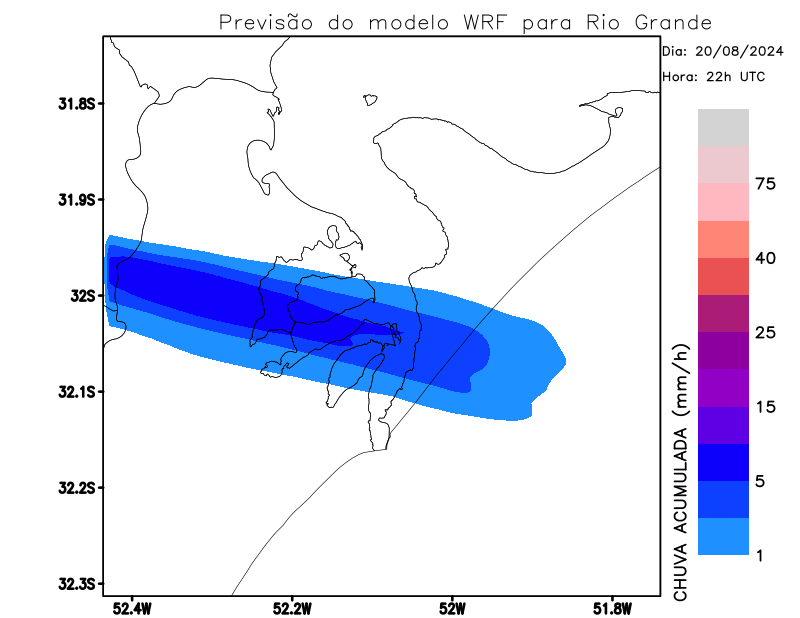 Previsão do modelo WRF para Rio Grande
Dia: 20/08/2024
Hora: 22h UTC
31.8S
31.9S
32S
32.1S
32.2S
32.3S
52.4W
52.2W
52W
51.8W
CHUVA ACUMULADA (mm/h)
75
40
25
15
5
1